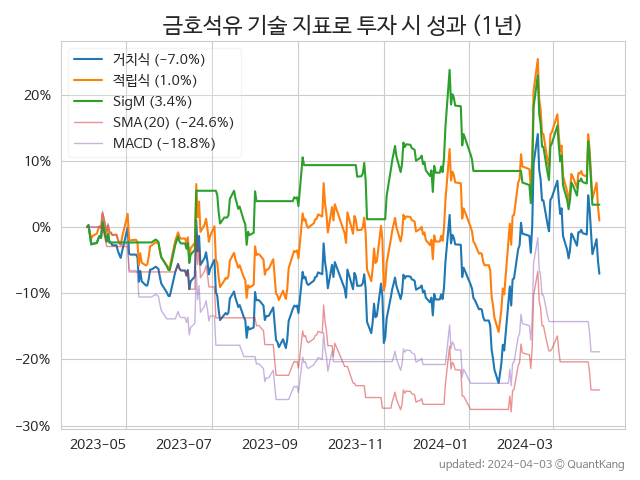 금호석유 기술 지표로 투자 시 성과 (1년)
거치식 (−7.0%)
적립식 (1.0%)
SigM (3.4%)
SMA(20) (−24.6%)
MACD (−18.8%)
20%
10%
0%
−10%
−20%
−30%
2023−05 2023−07 2023−09 2023−11 2024−01 2024−03
updated: 2024−04−03 ⓒ QuantKang